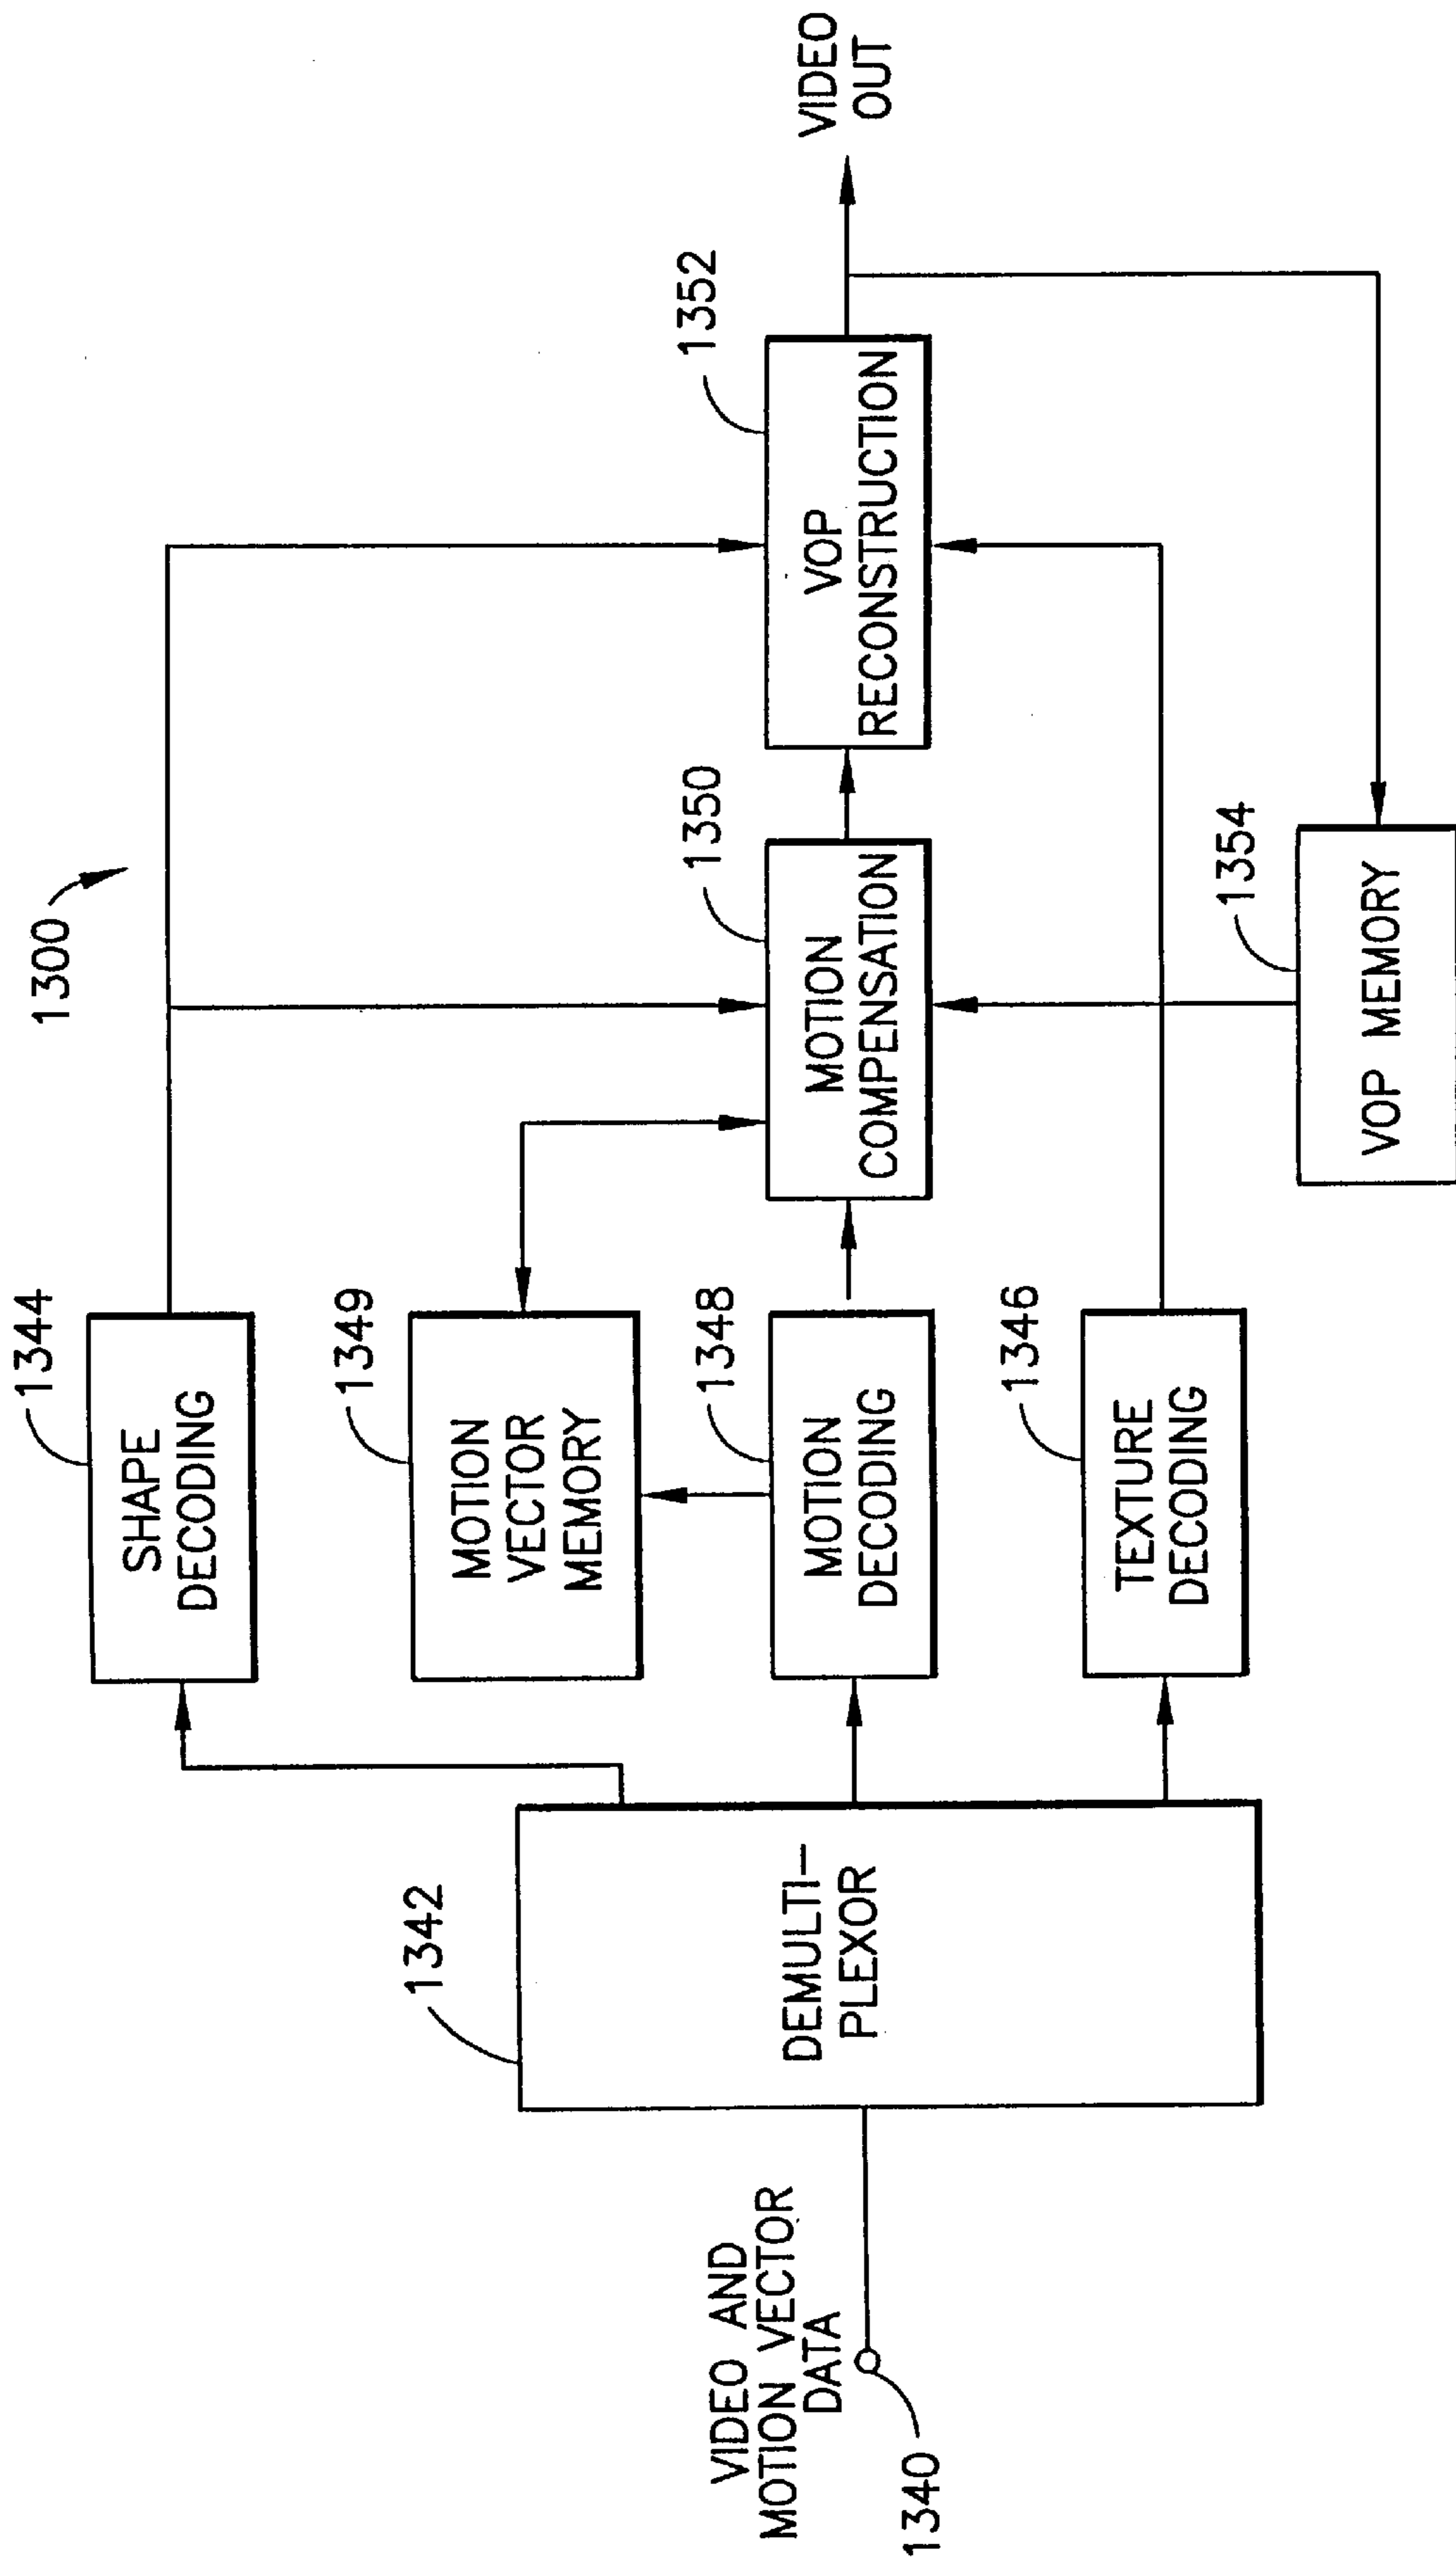 1300
1344
SHAPE
DECODING
1349
MOTION
VECTOR
MEMORY
1342
DEMULTI-
PLEXOR
VIDEO AND
MOTION VECTOR
DATA
1340
1348
MOTION
DECODING
1350
MOTION
COMPENSATION
1352
VOP
RECONSTRUCTION
VIDEO
OUT
1346
TEXTURE
DECODING
1354
VOP MEMORY